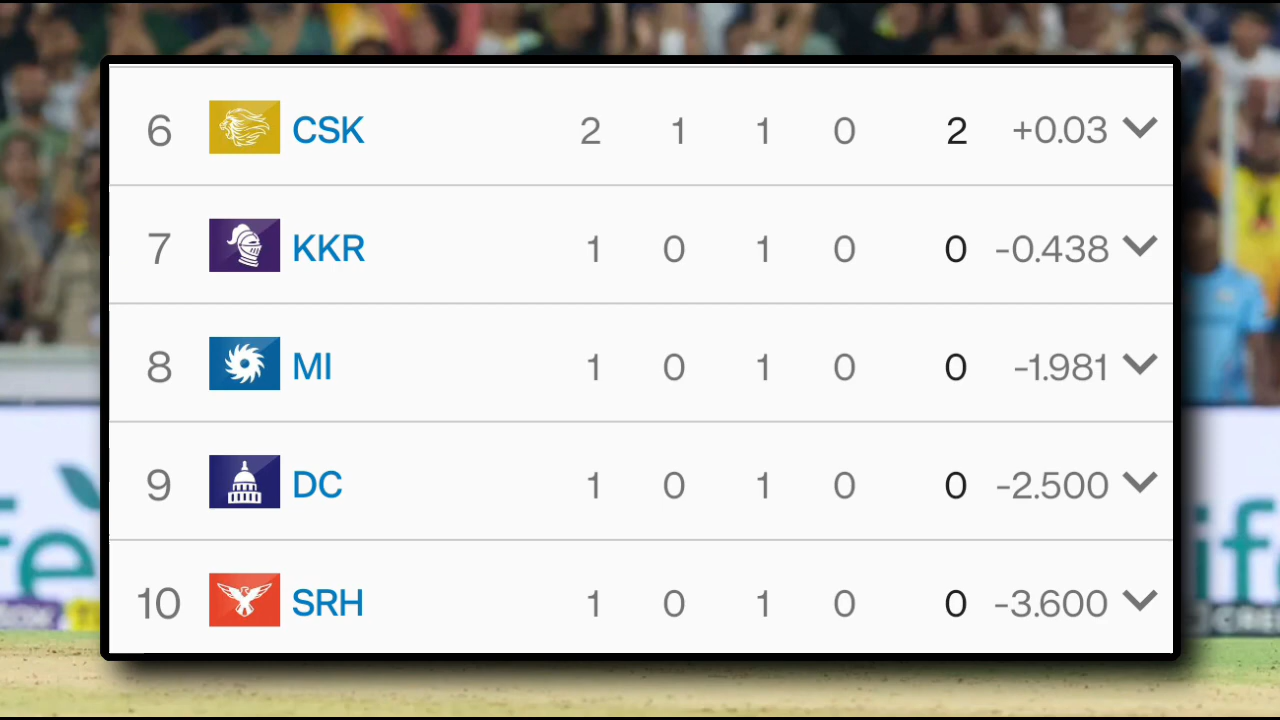 6 CSK 2 1 1 0 2 +0.03
7 KKR 1 0 1 0 0 -0.438
8 MI 1 0 1 0 0 -1.981
9 DC 1 0 1 0 0 -2.500
10 SRH 1 0 1 0 0 -3.600